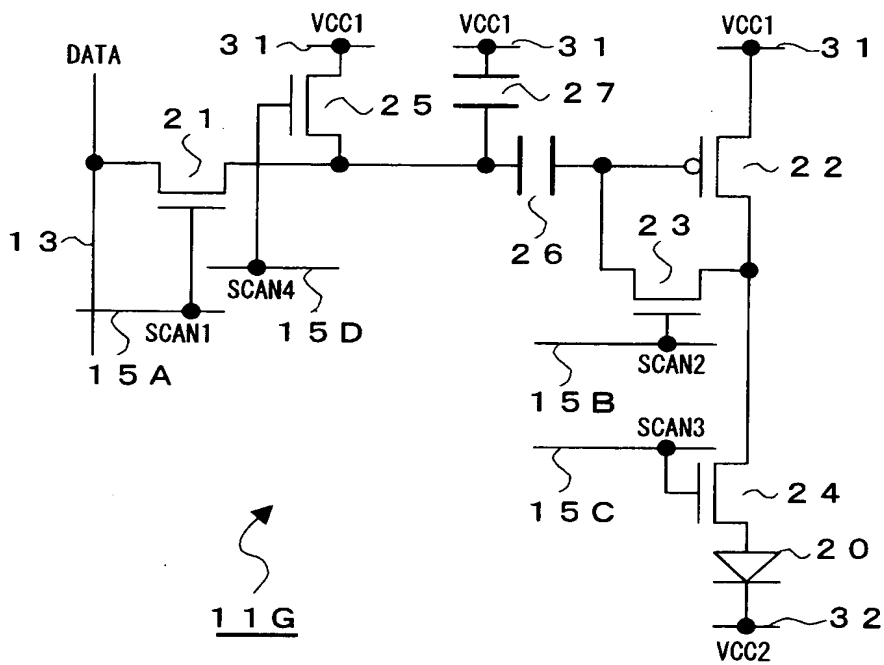 VCC1 VCC1 VCC1
31 31 31
DATA
25 27
21
22
23
13
26
SCAN4
SCAN1 15D
15A
SCAN2
15B
SCAN3
15C
24
20
11G
32
VCC2